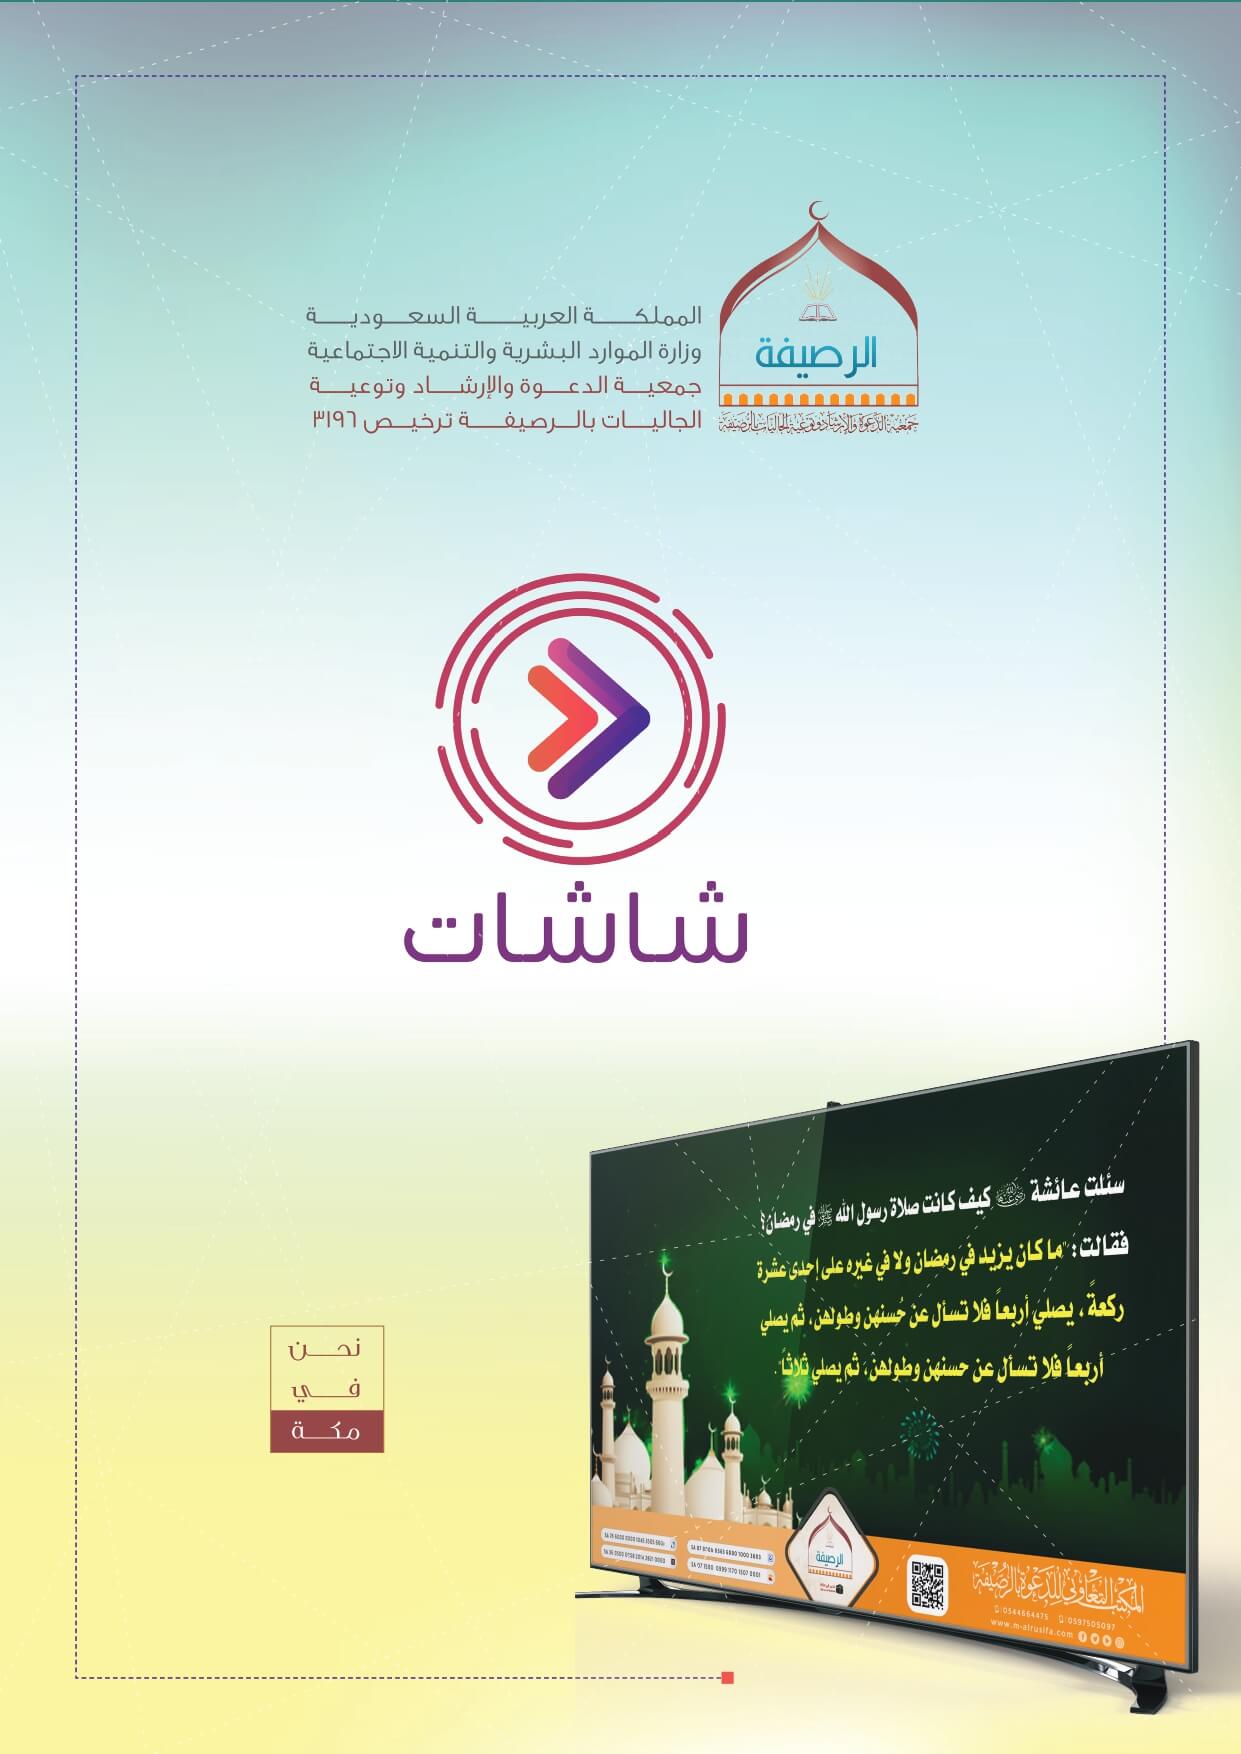 المملكة العربية السعودية
وزارة الموارد البشرية والتنمية الاجتماعية
جمعية الدعوة والإرشاد وتوعية
الجاليات بالرصيفة ترخيص ٣١٩٦
الرصيفة
جمعية الدعوة والإرشاد وتوعية الجاليات بالرصيفة
شاشات
سئلت عائشة رضي الله عنها كيف كانت صلاة رسول الله ﷺ في رمضان؟
فقالت: "ما كان يزيد في رمضان ولا في غيره على إحدى عشرة
ركعةً، يصلي أربعاً فلا تسأل عن حُسنهن وطولهن، ثم يصلي
أربعاً فلا تسأل عن حسنهن وطولهن، ثم يصلي ثلاثاً
نحن
في
مكة
الرصيفة
المكتب التعاوني للدعوة بالرصيفة
0544664475 0597505097
www.m-alrusifa.com